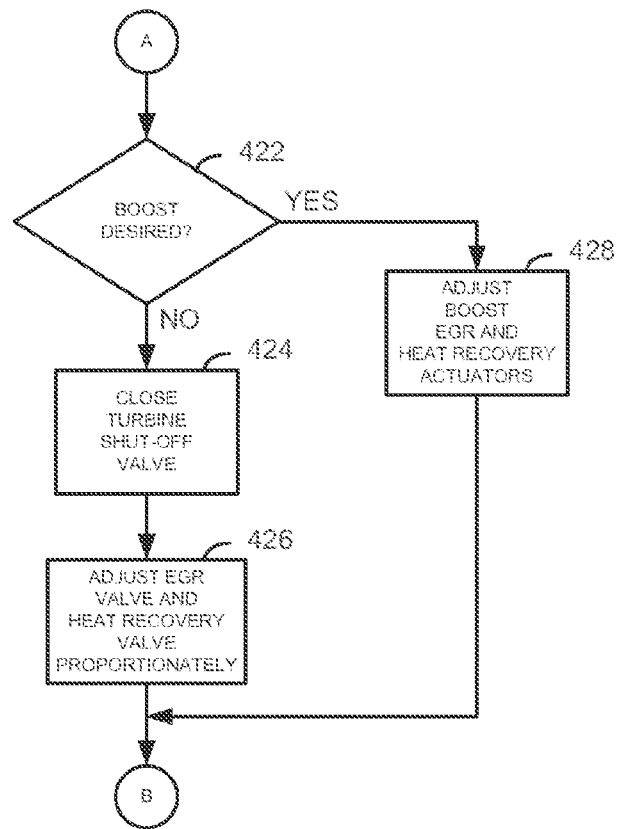 A
422
BOOST
DESIRED?
YES
428
ADJUST
BOOST
EGR AND
HEAT RECOVERY
ACTUATORS
NO
424
CLOSE
TURBINE
SHUT-OFF
VALVE
426
ADJUST EGR
VALVE AND
HEAT RECOVERY
VALVE
PROPORTIONATELY
B